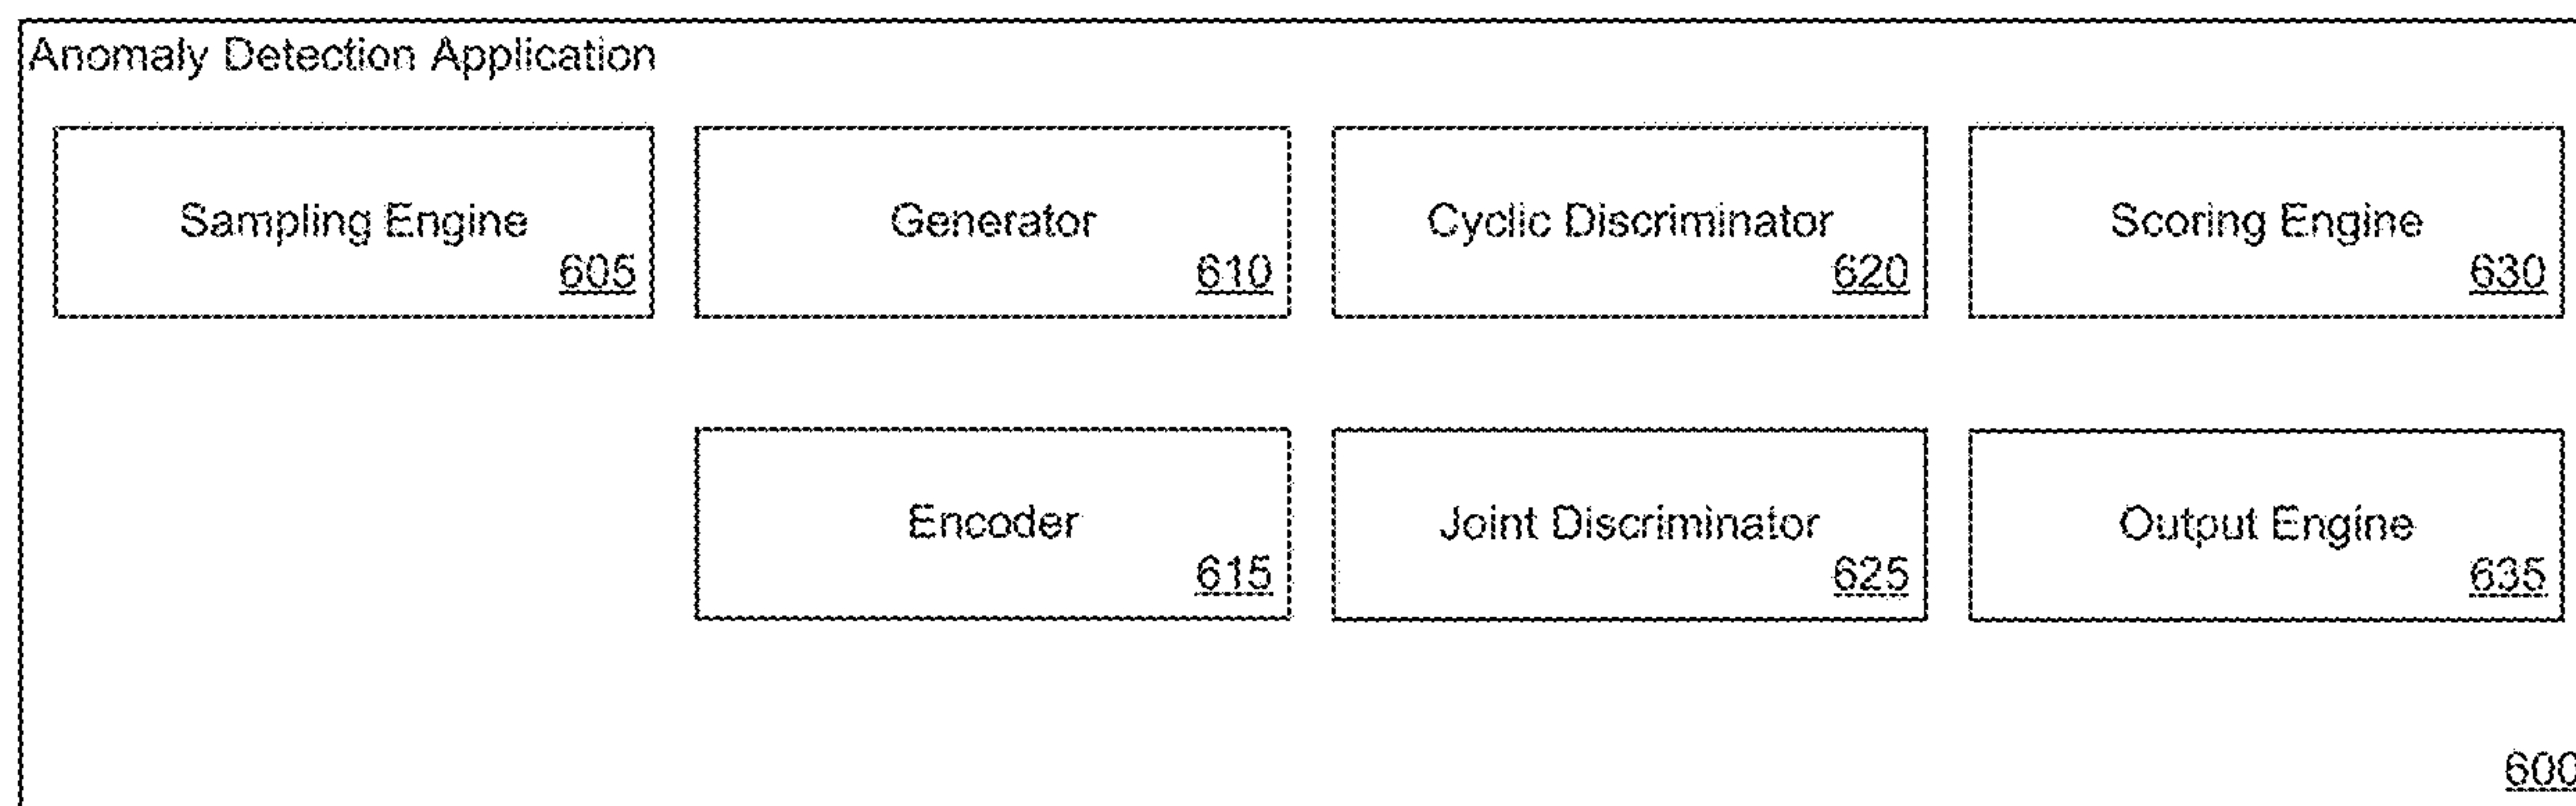 Anomaly Detection Application
Sampling Engine
605
Generator
610
Cyclic Discriminator
620
Scoring Engine
630
Encoder
615
Joint Discriminator
625
Output Engine
635
600